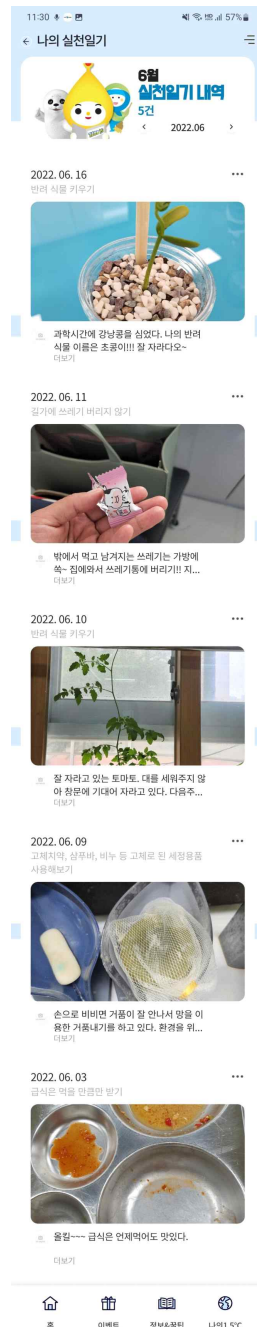 11:30
57%
나의 실천일기
6월
실천일기 내역
5건
2022.06
2022. 06. 16
반려 식물 키우기
과학시간에 강낭콩을 심었다. 나의 반려
식물 이름은 초콩이!!! 잘 자라다오~
더보기
2022. 06. 11
길가에 쓰레기 버리지 않기
밖에서 먹고 남겨지는 쓰레기는 가방에
쏙~ 집에와서 쓰레기통에 버리기!! 지...
더보기
2022. 06. 10
반려 식물 키우기
잘 자라고 있는 토마토. 대를 세워주지 않
아 창문에 기대어 자라고 있다. 다음주...
더보기
2022. 06. 09
고체치약, 샴푸바, 비누 등 고체로 된 세정용품
사용해보기
손으로 비비면 거품이 잘 안나서 망을 이
용한 거품내기를 하고 있다. 환경을 위...
더보기
2022. 06. 03
급식은 먹을 만큼만 받기
올킬~~~ 급식은 언제먹어도 맛있다.
더보기
홈
이벤트
정보&꿀팁
나의1.5℃